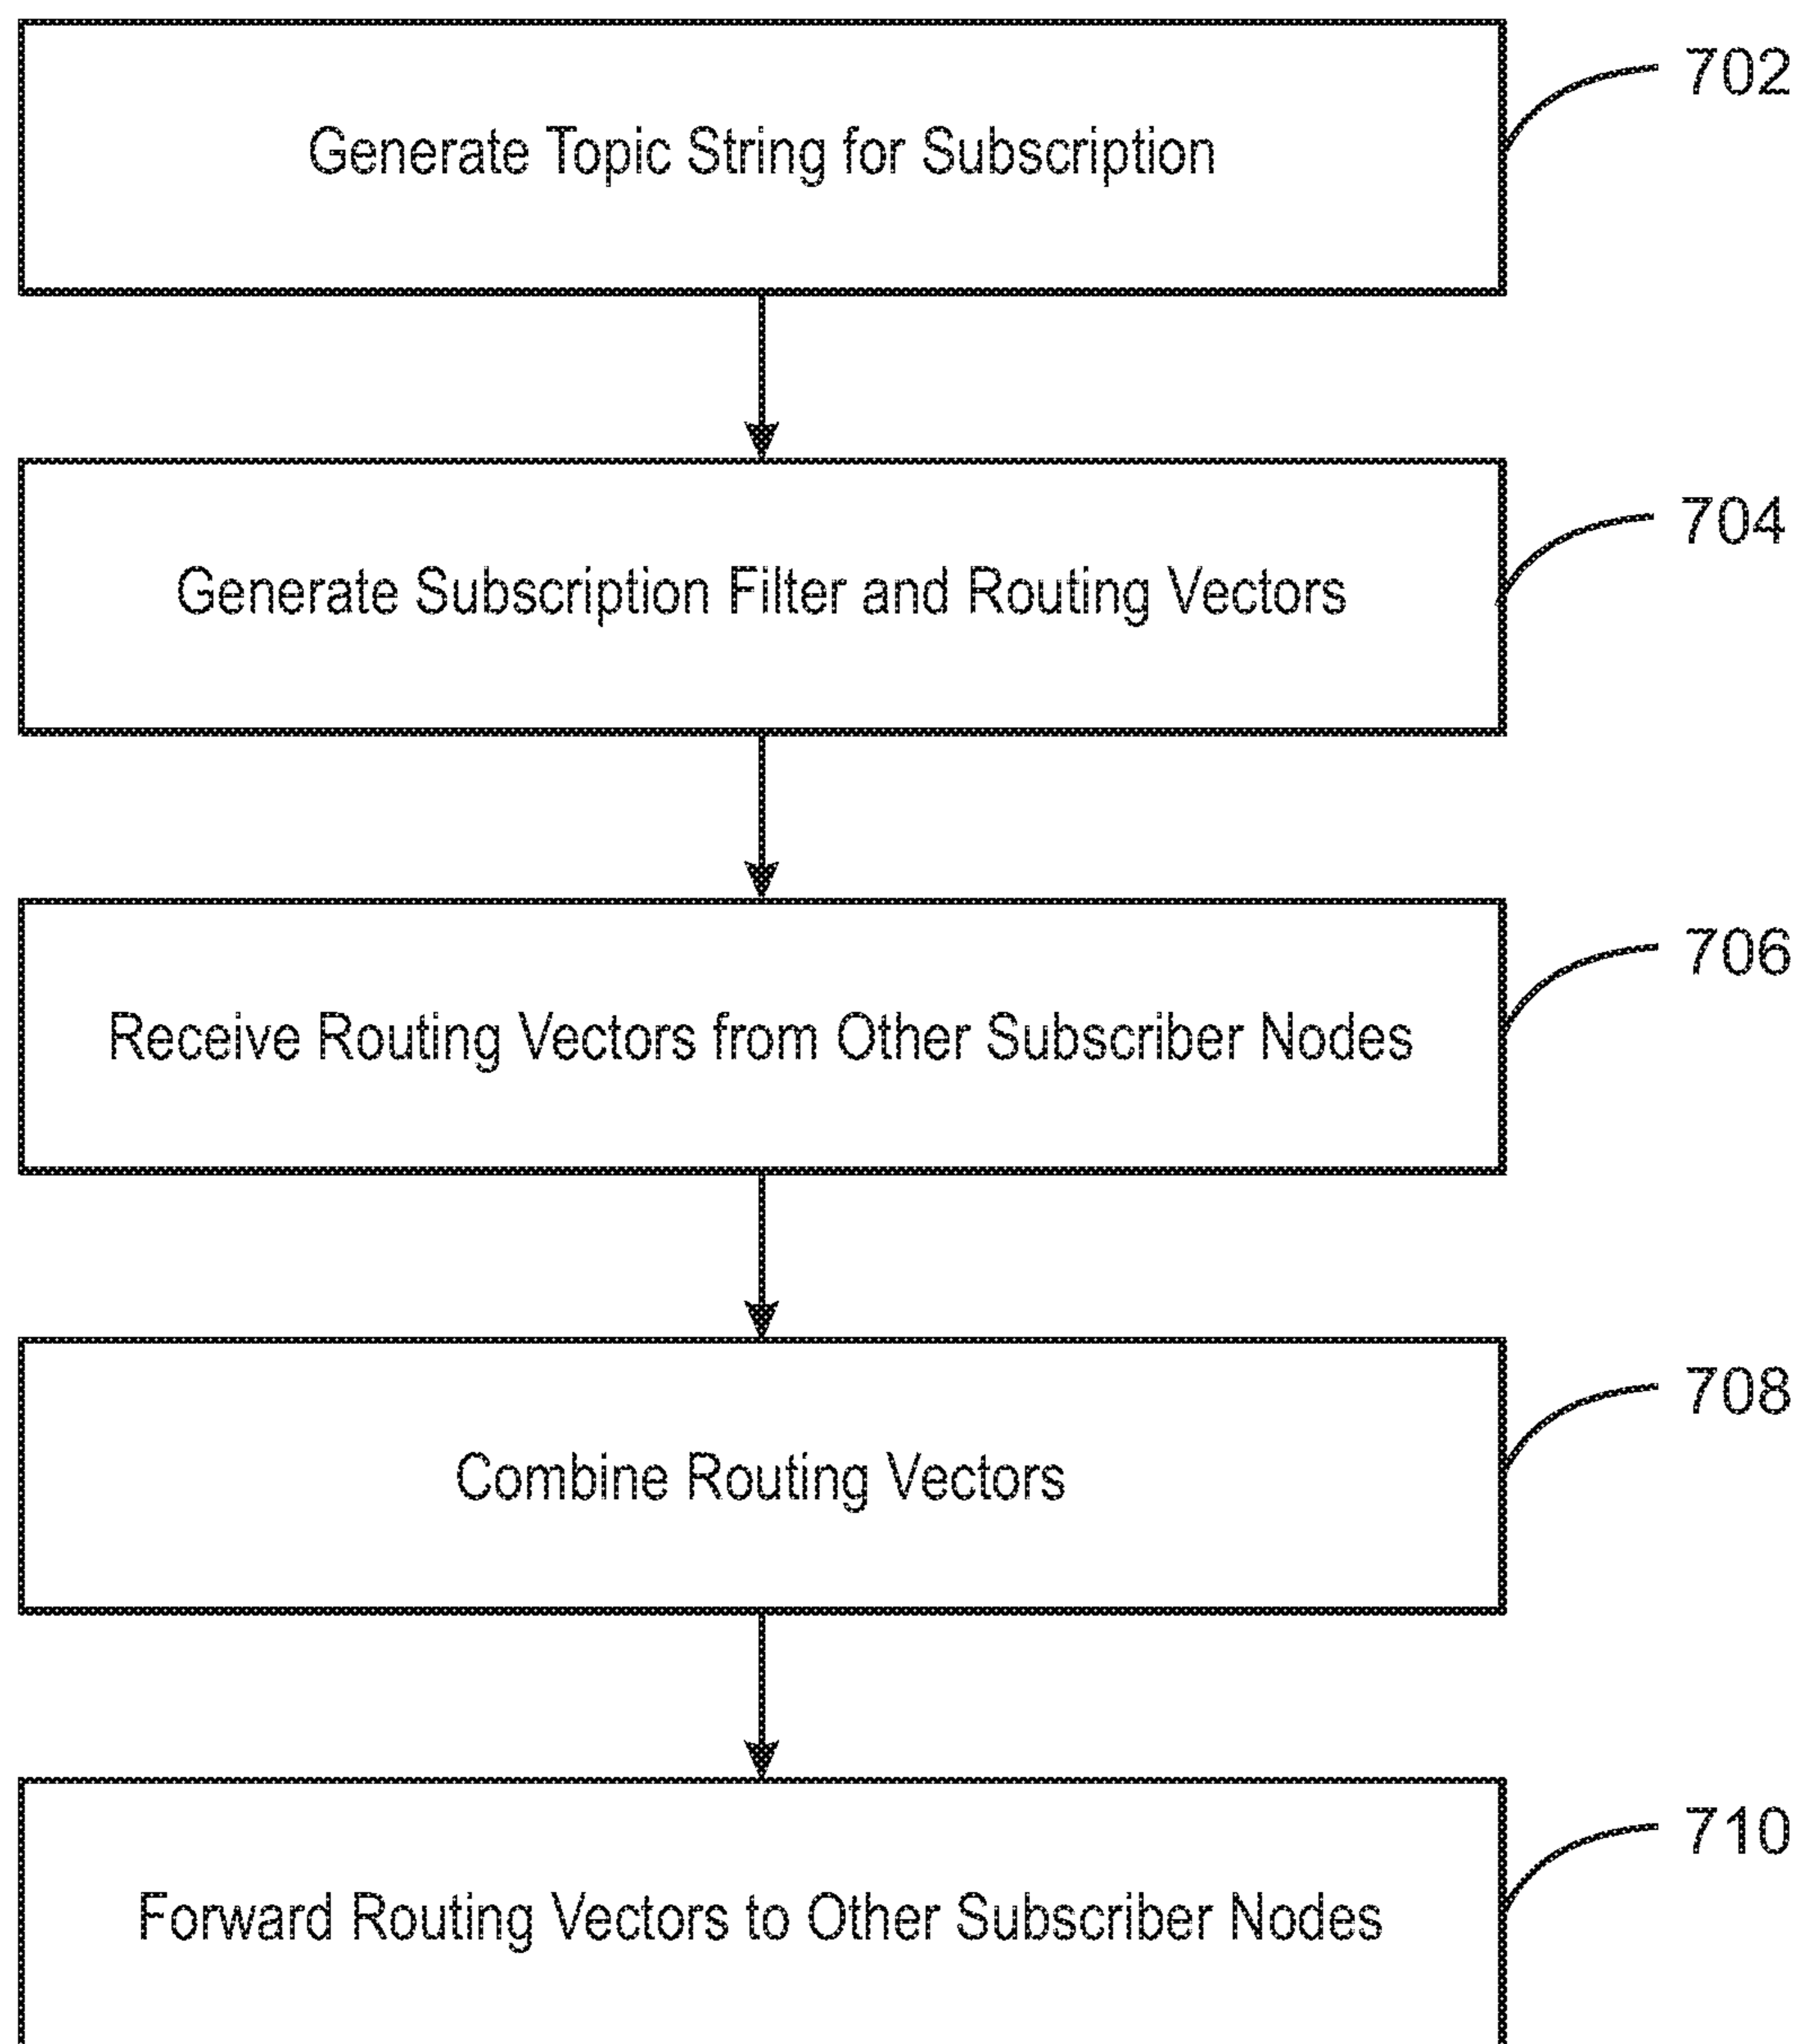 Generate Topic String for Subscription
702
Generate Subscription Filter and Routing Vectors
704
Receive Routing Vectors from Other Subscriber Nodes
706
Combine Routing Vectors
708
Forward Routing Vectors to Other Subscriber Nodes
710